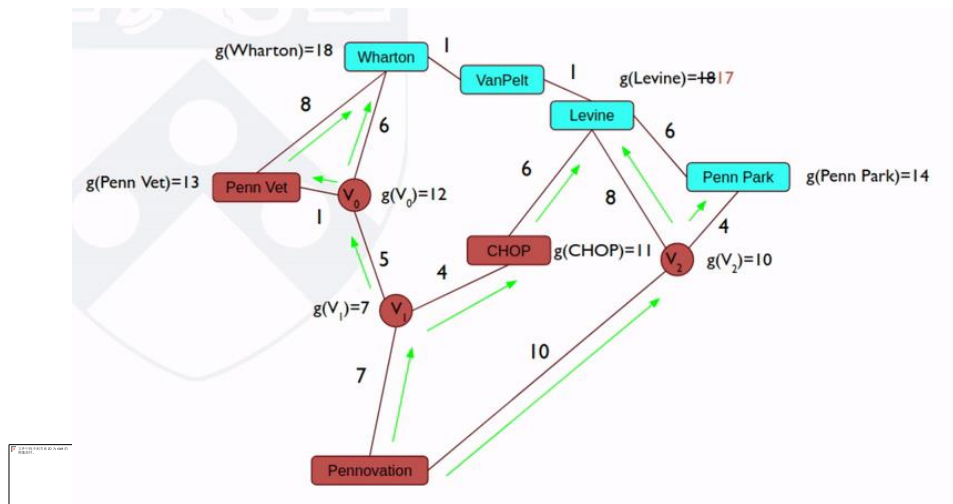 g(Wharton)=18
Wharton
1
VanPelt
1
g(Levine)=1817
Levine
8
6
6
g(Penn Vet)=13
Penn Vet
V0
g(V0)=12
1
6
8
Penn Park
g(Penn Park)=14
4
5
4
CHOP
g(CHOP)=11
V2
g(V2)=10
g(V1)=7
V1
10
7
Pennovation